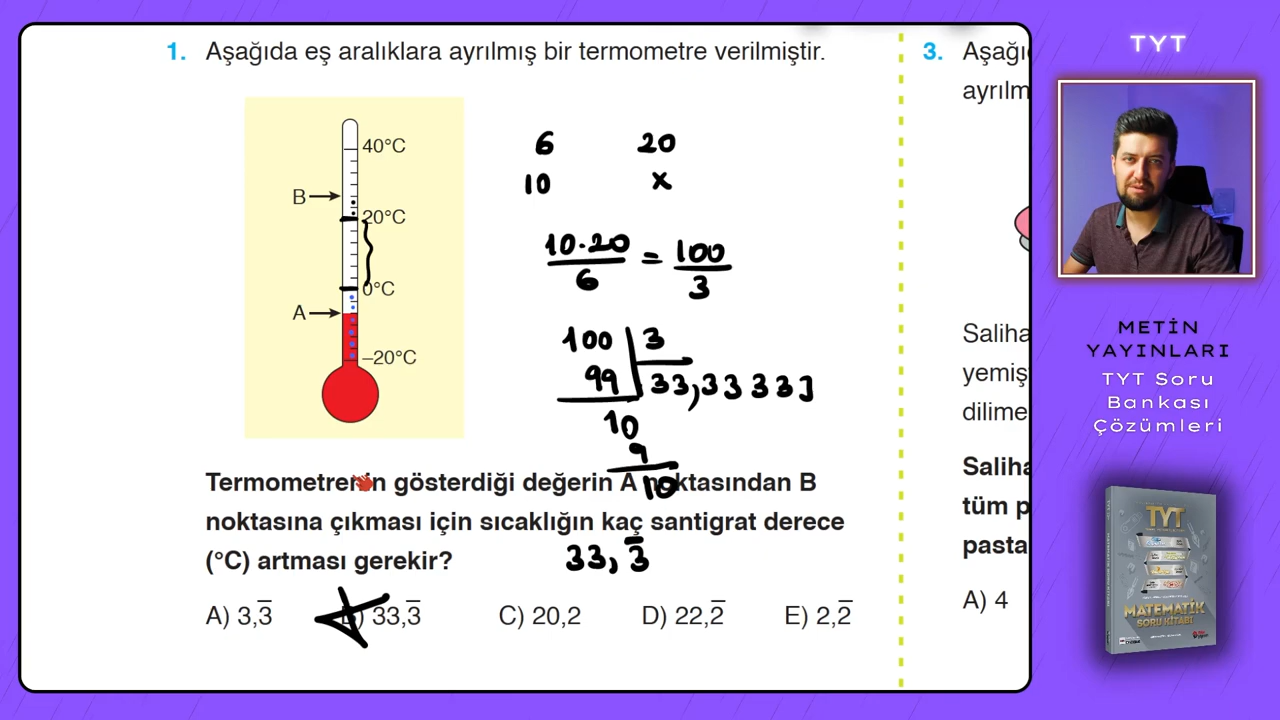 1. Aşağıda eş aralıklara ayrılmış bir termometre verilmiştir.
40°C
B
20°C
0°C
A
–20°C
6 20
10 x
10·20 / 6 = 100 / 3
100 | 3
99 33,3333
10
9
10
Termometrenin gösterdiği değerin A noktasından B
noktasına çıkması için sıcaklığın kaç santigrat derece
(°C) artması gerekir?
33,3̅
A) 3,3̅ B) 33,3̅ C) 20,2 D) 22,2̅ E) 2,2̅
3. Aşağı
ayrılm
Saliha
yemiş
dilime
Saliha
tüm p
pasta
A) 4
TYT
METİN
YAYINLARI
TYT Soru
Bankası
Çözümleri
TYT
MATEMATİK
SORU KİTABI